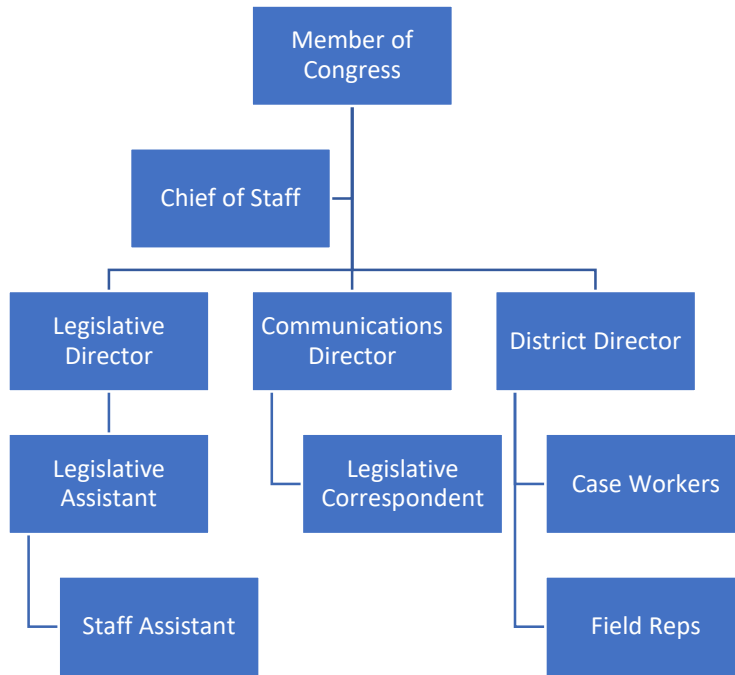 Member of
Congress
Chief of Staff
Legislative
Director
Communications
Director
District Director
Legislative
Assistant
Legislative
Correspondent
Case Workers
Staff Assistant
Field Reps